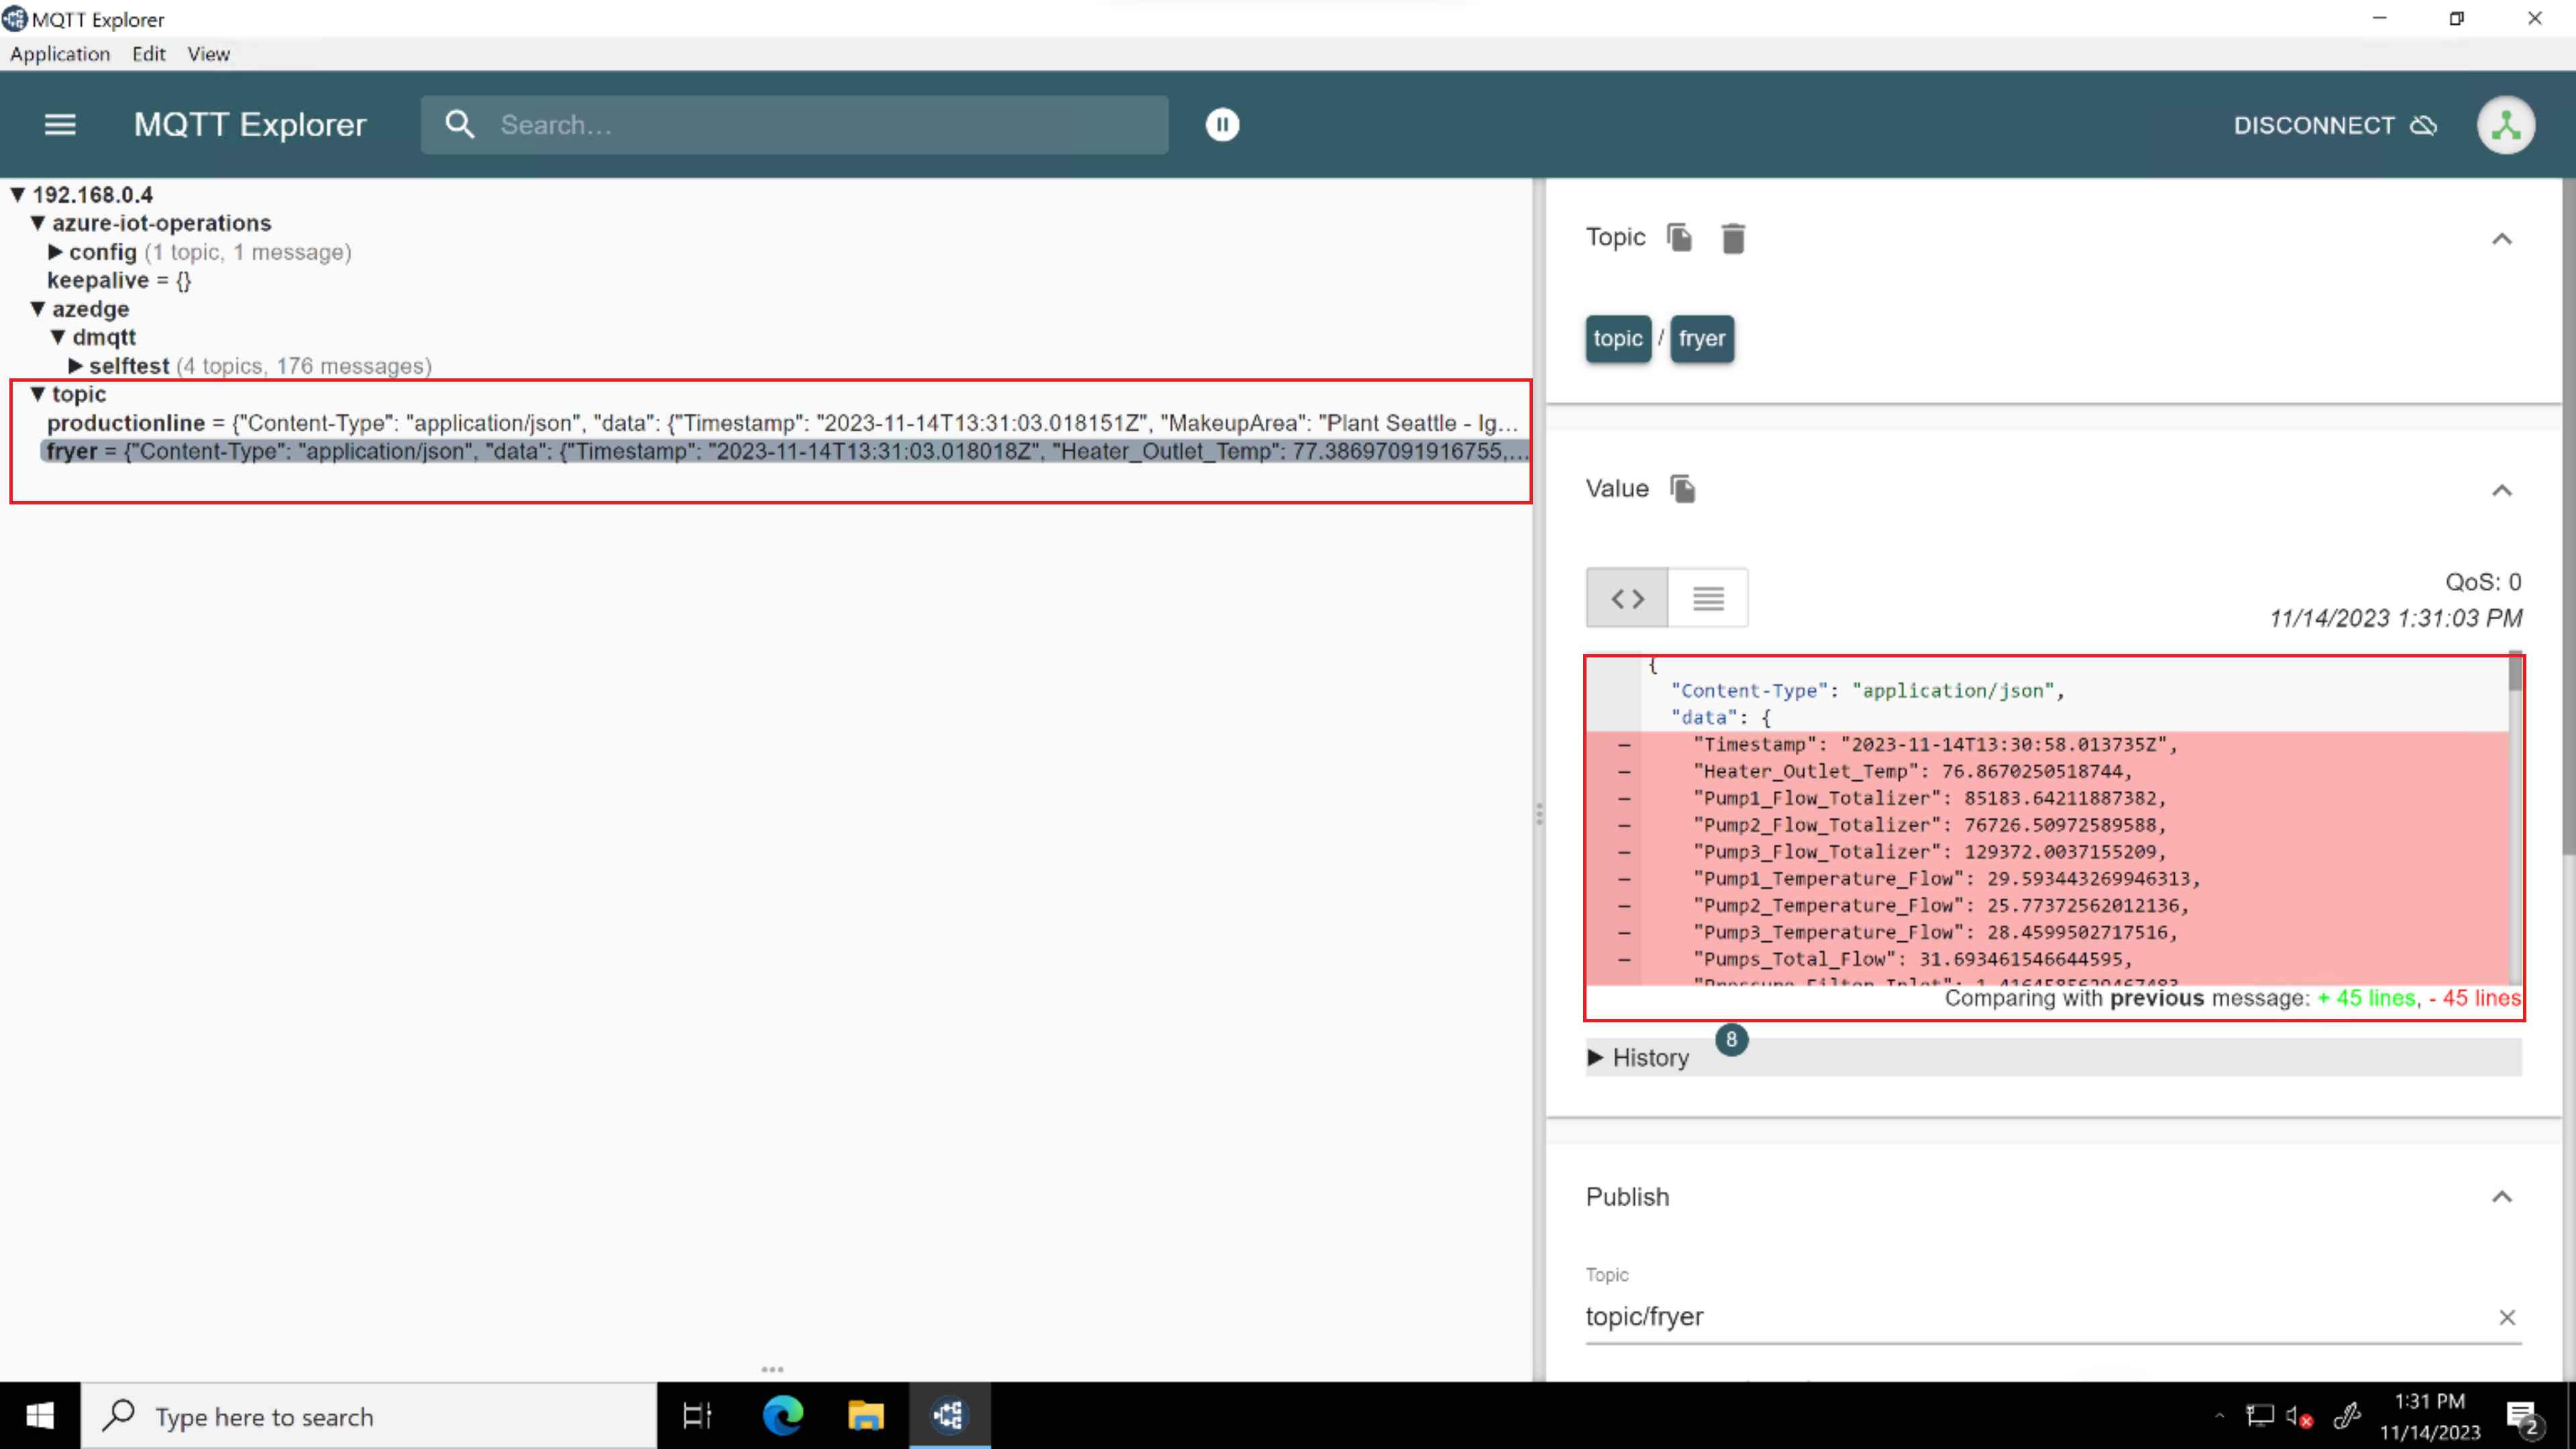 MQTT Explorer
Application Edit View
MQTT Explorer
Search...
DISCONNECT
▼ 192.168.0.4
▼ azure-iot-operations
▶ config (1 topic, 1 message)
keepalive = {}
▼ azedge
▼ dmqtt
▶ selftest (4 topics, 176 messages)
▼ topic
productionline = {"Content-Type": "application/json", "data": {"Timestamp": "2023-11-14T13:31:03.018151Z", "MakeupArea": "Plant Seattle - Ig...
fryer = {"Content-Type": "application/json", "data": {"Timestamp": "2023-11-14T13:31:03.018018Z", "Heater_Outlet_Temp": 77.38697091916755,...
Topic
topic / fryer
Value
QoS: 0
11/14/2023 1:31:03 PM
{
"Content-Type": "application/json",
"data": {
- "Timestamp": "2023-11-14T13:30:58.013735Z",
- "Heater_Outlet_Temp": 76.8670250518744,
- "Pump1_Flow_Totalizer": 85183.64211887382,
- "Pump2_Flow_Totalizer": 76726.50972589588,
- "Pump3_Flow_Totalizer": 129372.0037155209,
- "Pump1_Temperature_Flow": 29.593443269946313,
- "Pump2_Temperature_Flow": 25.77372562012136,
- "Pump3_Temperature_Flow": 28.4599502717516,
- "Pumps_Total_Flow": 31.693461546644595,
"Pressure_Filter_Inlet":
Comparing with previous message: + 45 lines, - 45 lines
▶ History 8
Publish
Topic
topic/fryer
Type here to search
1:31 PM
11/14/2023
2